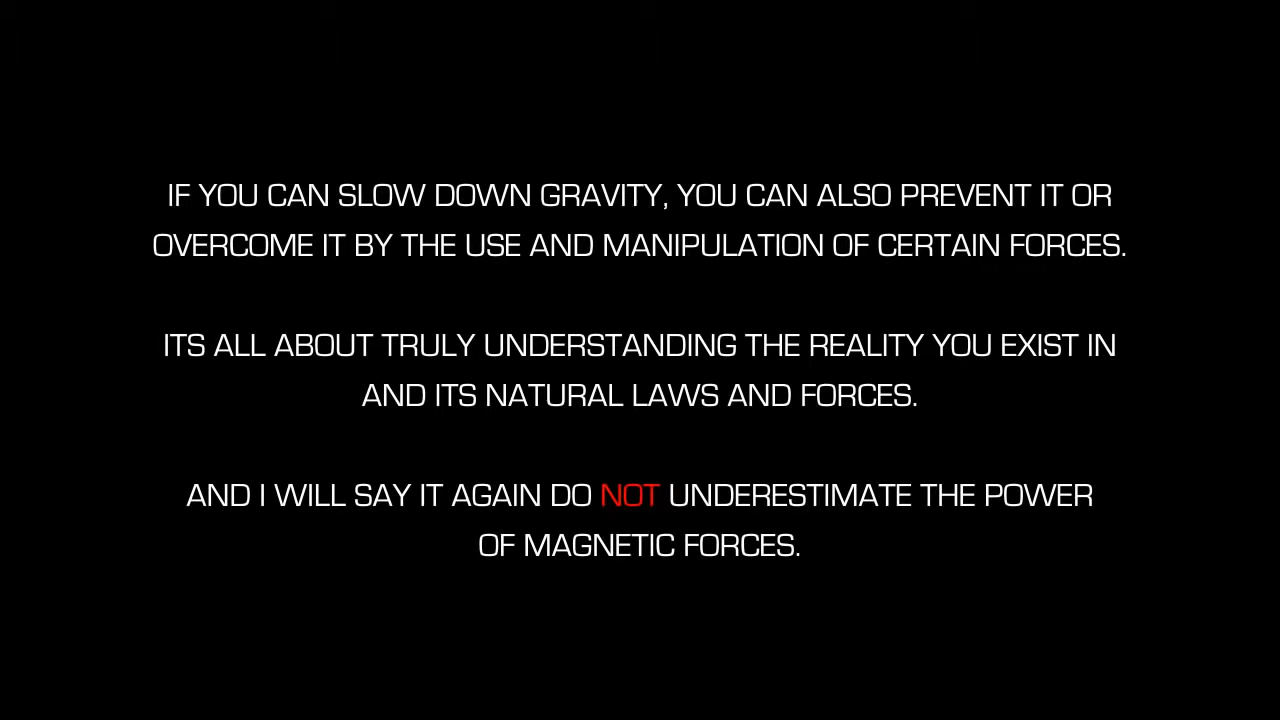 IF YOU CAN SLOW DOWN GRAVITY, YOU CAN ALSO PREVENT IT OR
OVERCOME IT BY THE USE AND MANIPULATION OF CERTAIN FORCES.
ITS ALL ABOUT TRULY UNDERSTANDING THE REALITY YOU EXIST IN
AND ITS NATURAL LAWS AND FORCES.
AND I WILL SAY IT AGAIN DO NOT UNDERESTIMATE THE POWER
OF MAGNETIC FORCES.